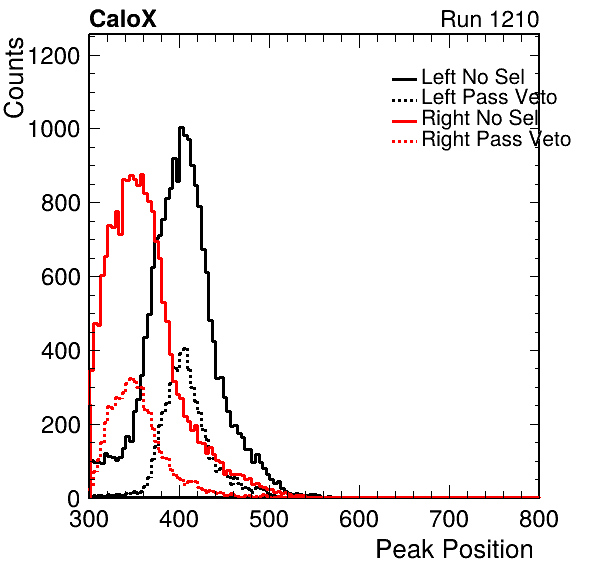 CaloX Run 1210
Counts
1200
1000
800
600
400
200
0
Left No Sel
Left Pass Veto
Right No Sel
Right Pass Veto
300 400 500 600 700 800
Peak Position